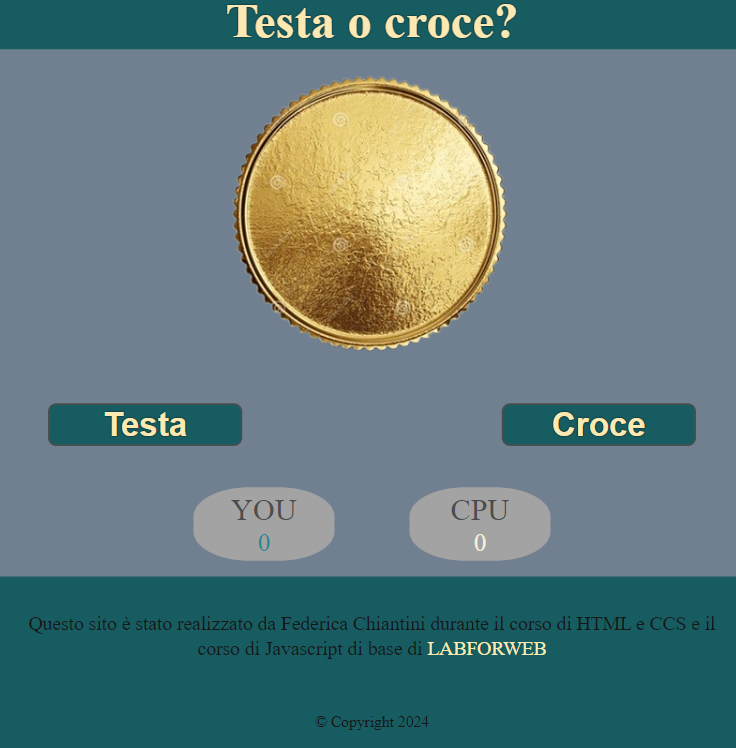 Testa o croce?
Testa
Croce
YOU
0
CPU
0
Questo sito è stato realizzato da Federica Chiantini durante il corso di HTML e CCS e il
corso di Javascript di base di LABFORWEB
© Copyright 2024